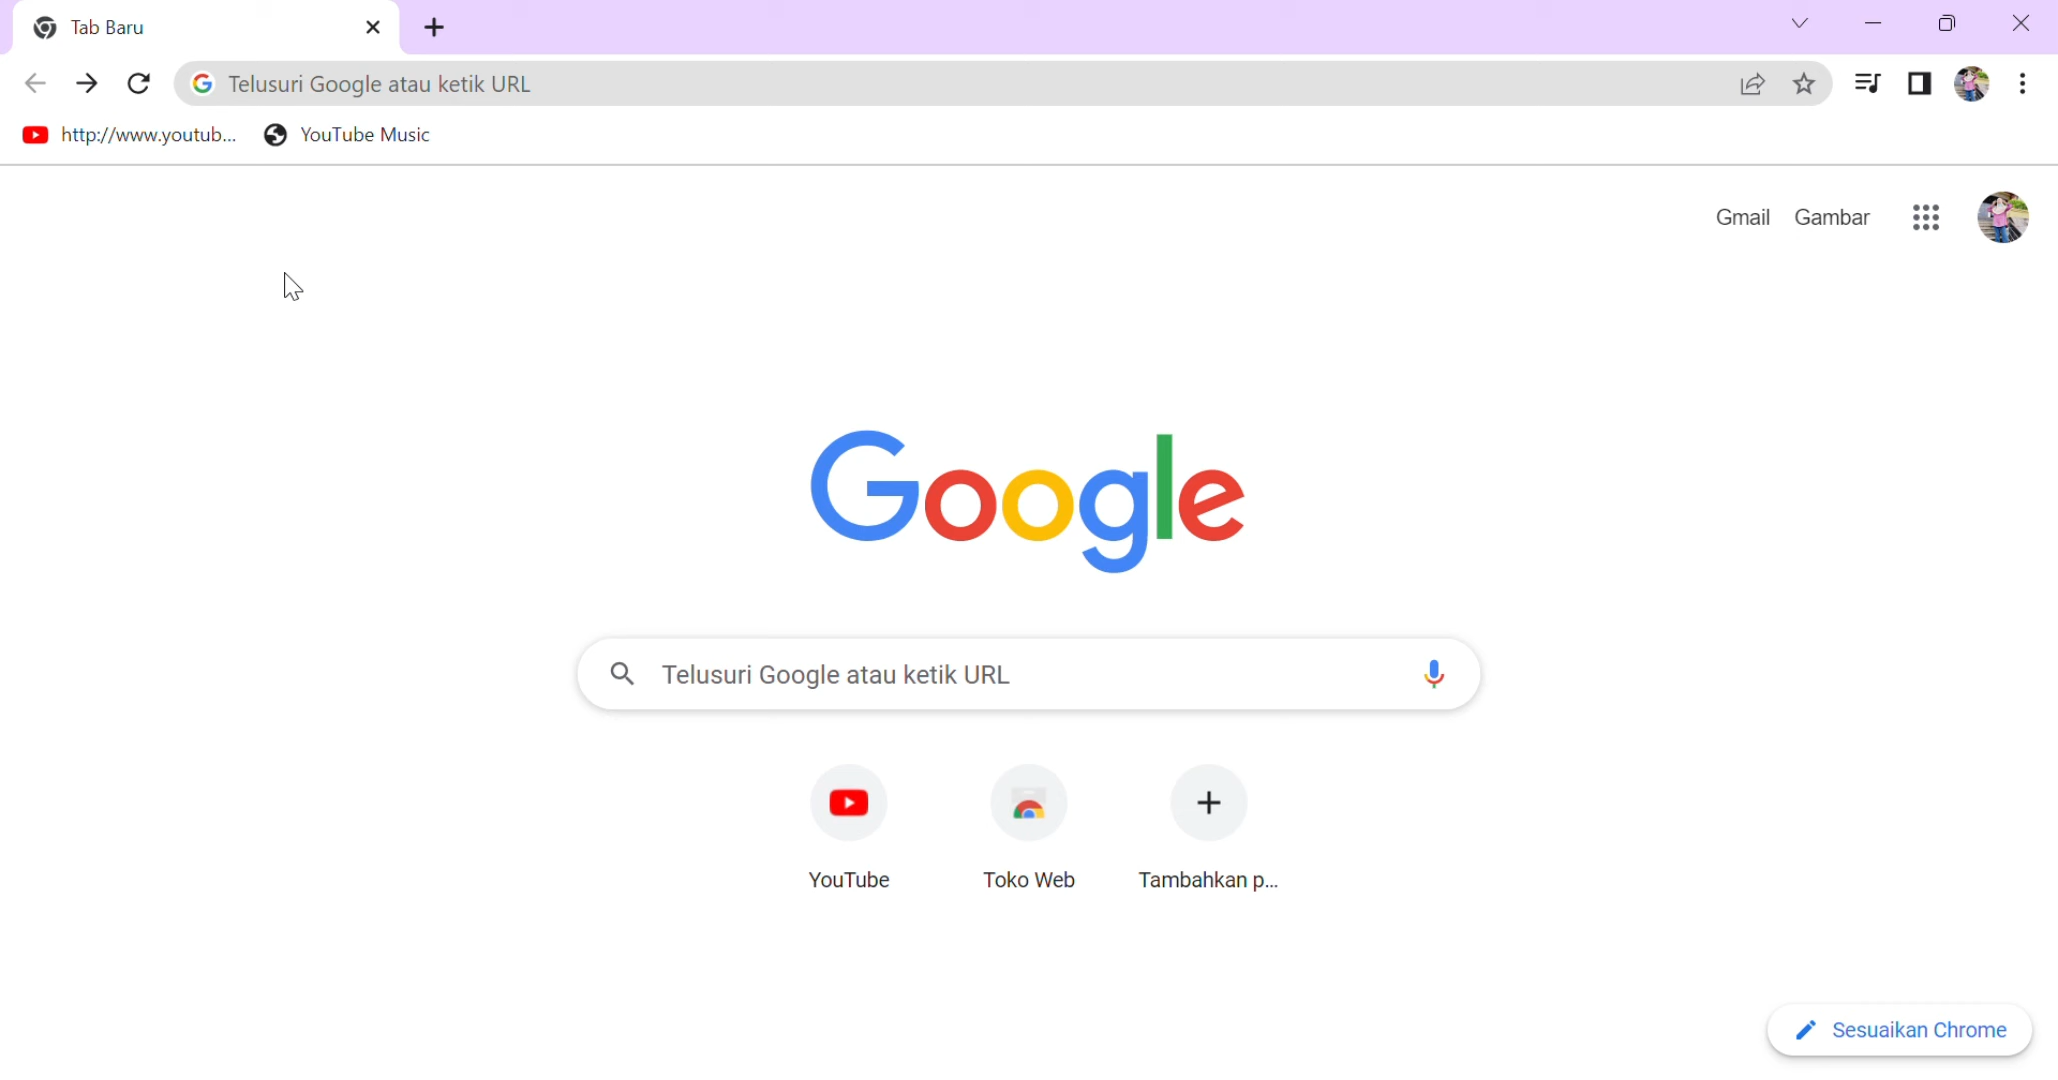 Tab Baru
Telusuri Google atau ketik URL
http://www.youtub... YouTube Music
Gmail Gambar
Google
Telusuri Google atau ketik URL
YouTube Toko Web Tambahkan p...
Sesuaikan Chrome